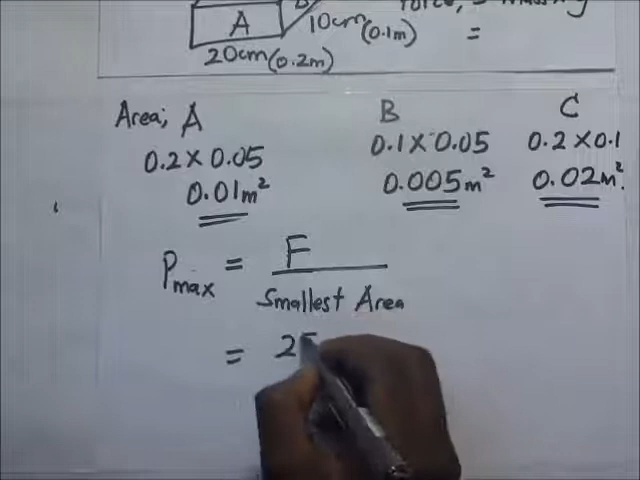 A
10cm(0.1m)
=
20cm(0.2m)
Area; A B C
0.2 × 0.05 0.1 × 0.05 0.2 × 0.1
0.01m² 0.005m² 0.02m².
Pmax = F
Smallest Area
= 25